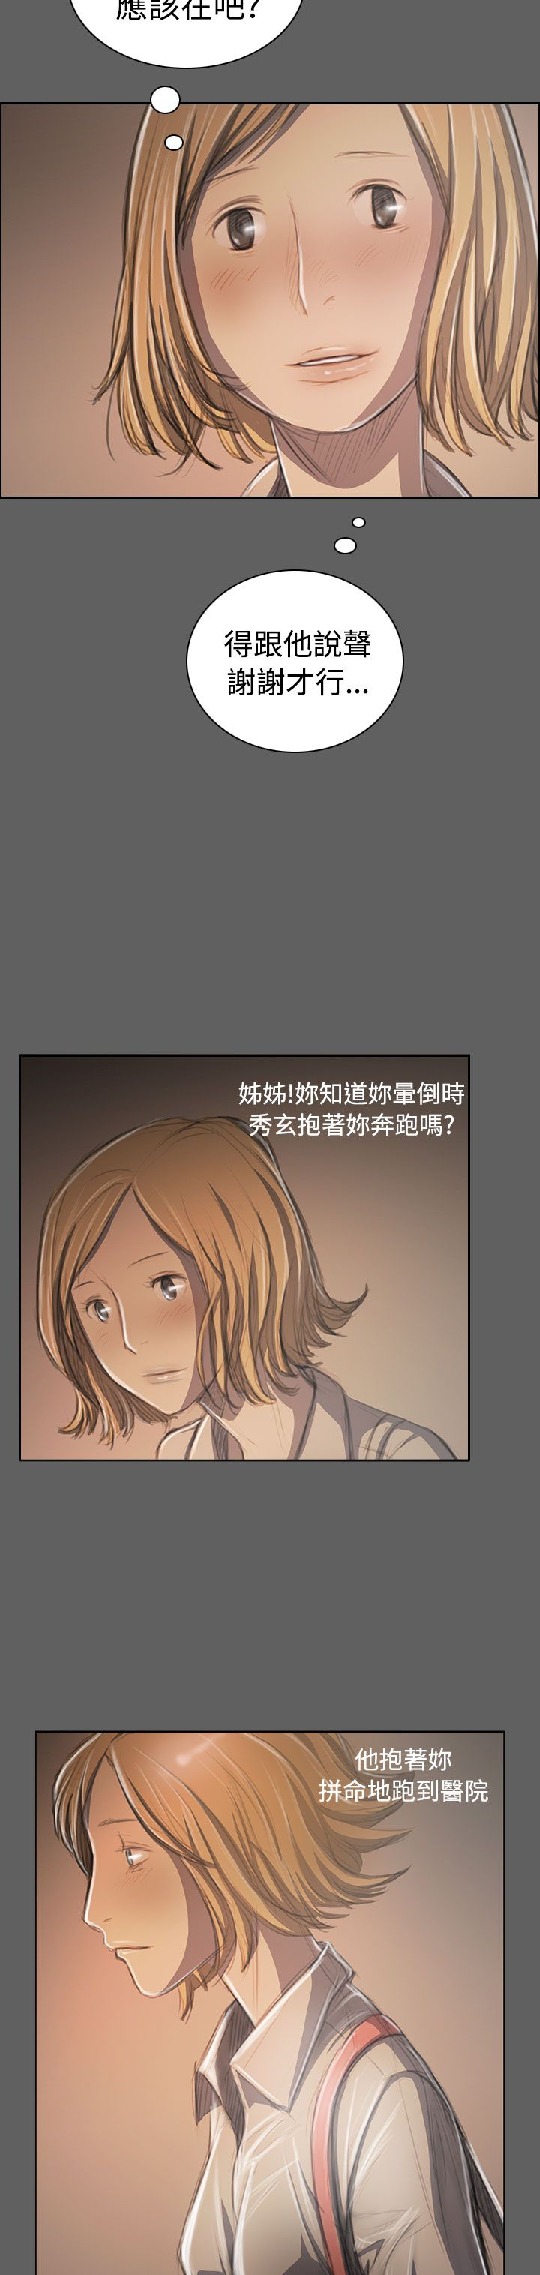 應該在吧?
得跟他說聲
謝謝才行...
姊姊!妳知道妳暈倒時
秀玄抱著妳奔跑嗎?
他抱著妳
拼命地跑到醫院